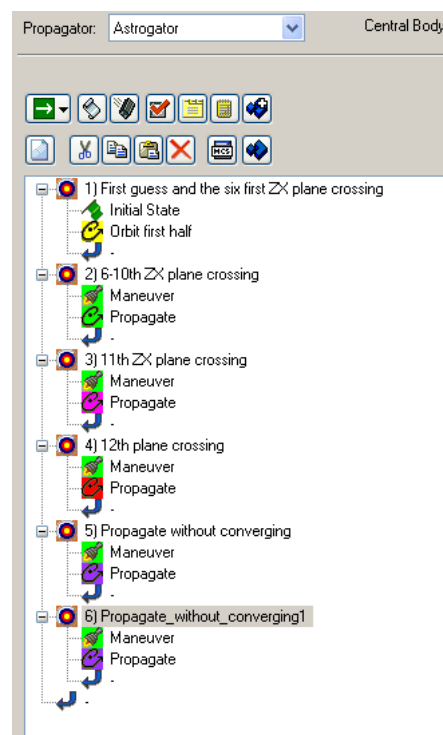 Propagator: Astrogator Central Body
MCS
1) First guess and the six first ZX plane crossing
Initial State
Orbit first half
-
2) 6-10th ZX plane crossing
Maneuver
Propagate
-
3) 11th ZX plane crossing
Maneuver
Propagate
-
4) 12th plane crossing
Maneuver
Propagate
-
5) Propagate without converging
Maneuver
Propagate
-
6) Propagate_without_converging1
Maneuver
Propagate
-
-